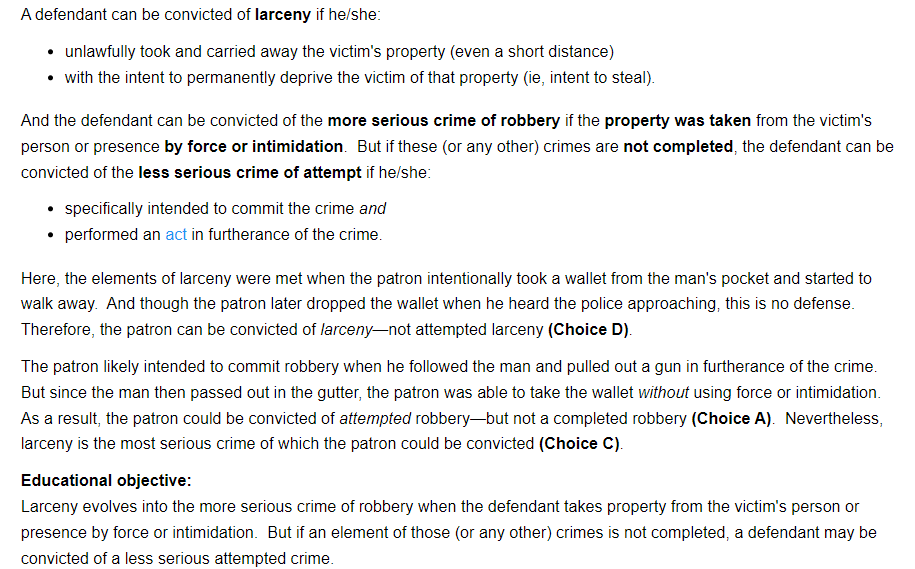 A defendant can be convicted of larceny if he/she:
• unlawfully took and carried away the victim's property (even a short distance)
• with the intent to permanently deprive the victim of that property (ie, intent to steal).
And the defendant can be convicted of the more serious crime of robbery if the property was taken from the victim's
person or presence by force or intimidation.  But if these (or any other) crimes are not completed, the defendant can be
convicted of the less serious crime of attempt if he/she:
• specifically intended to commit the crime and
• performed an act in furtherance of the crime.
Here, the elements of larceny were met when the patron intentionally took a wallet from the man's pocket and started to
walk away.  And though the patron later dropped the wallet when he heard the police approaching, this is no defense.
Therefore, the patron can be convicted of larceny—not attempted larceny (Choice D).
The patron likely intended to commit robbery when he followed the man and pulled out a gun in furtherance of the crime.
But since the man then passed out in the gutter, the patron was able to take the wallet without using force or intimidation.
As a result, the patron could be convicted of attempted robbery—but not a completed robbery (Choice A).  Nevertheless,
larceny is the most serious crime of which the patron could be convicted (Choice C).
Educational objective:
Larceny evolves into the more serious crime of robbery when the defendant takes property from the victim's person or
presence by force or intimidation.  But if an element of those (or any other) crimes is not completed, a defendant may be
convicted of a less serious attempted crime.